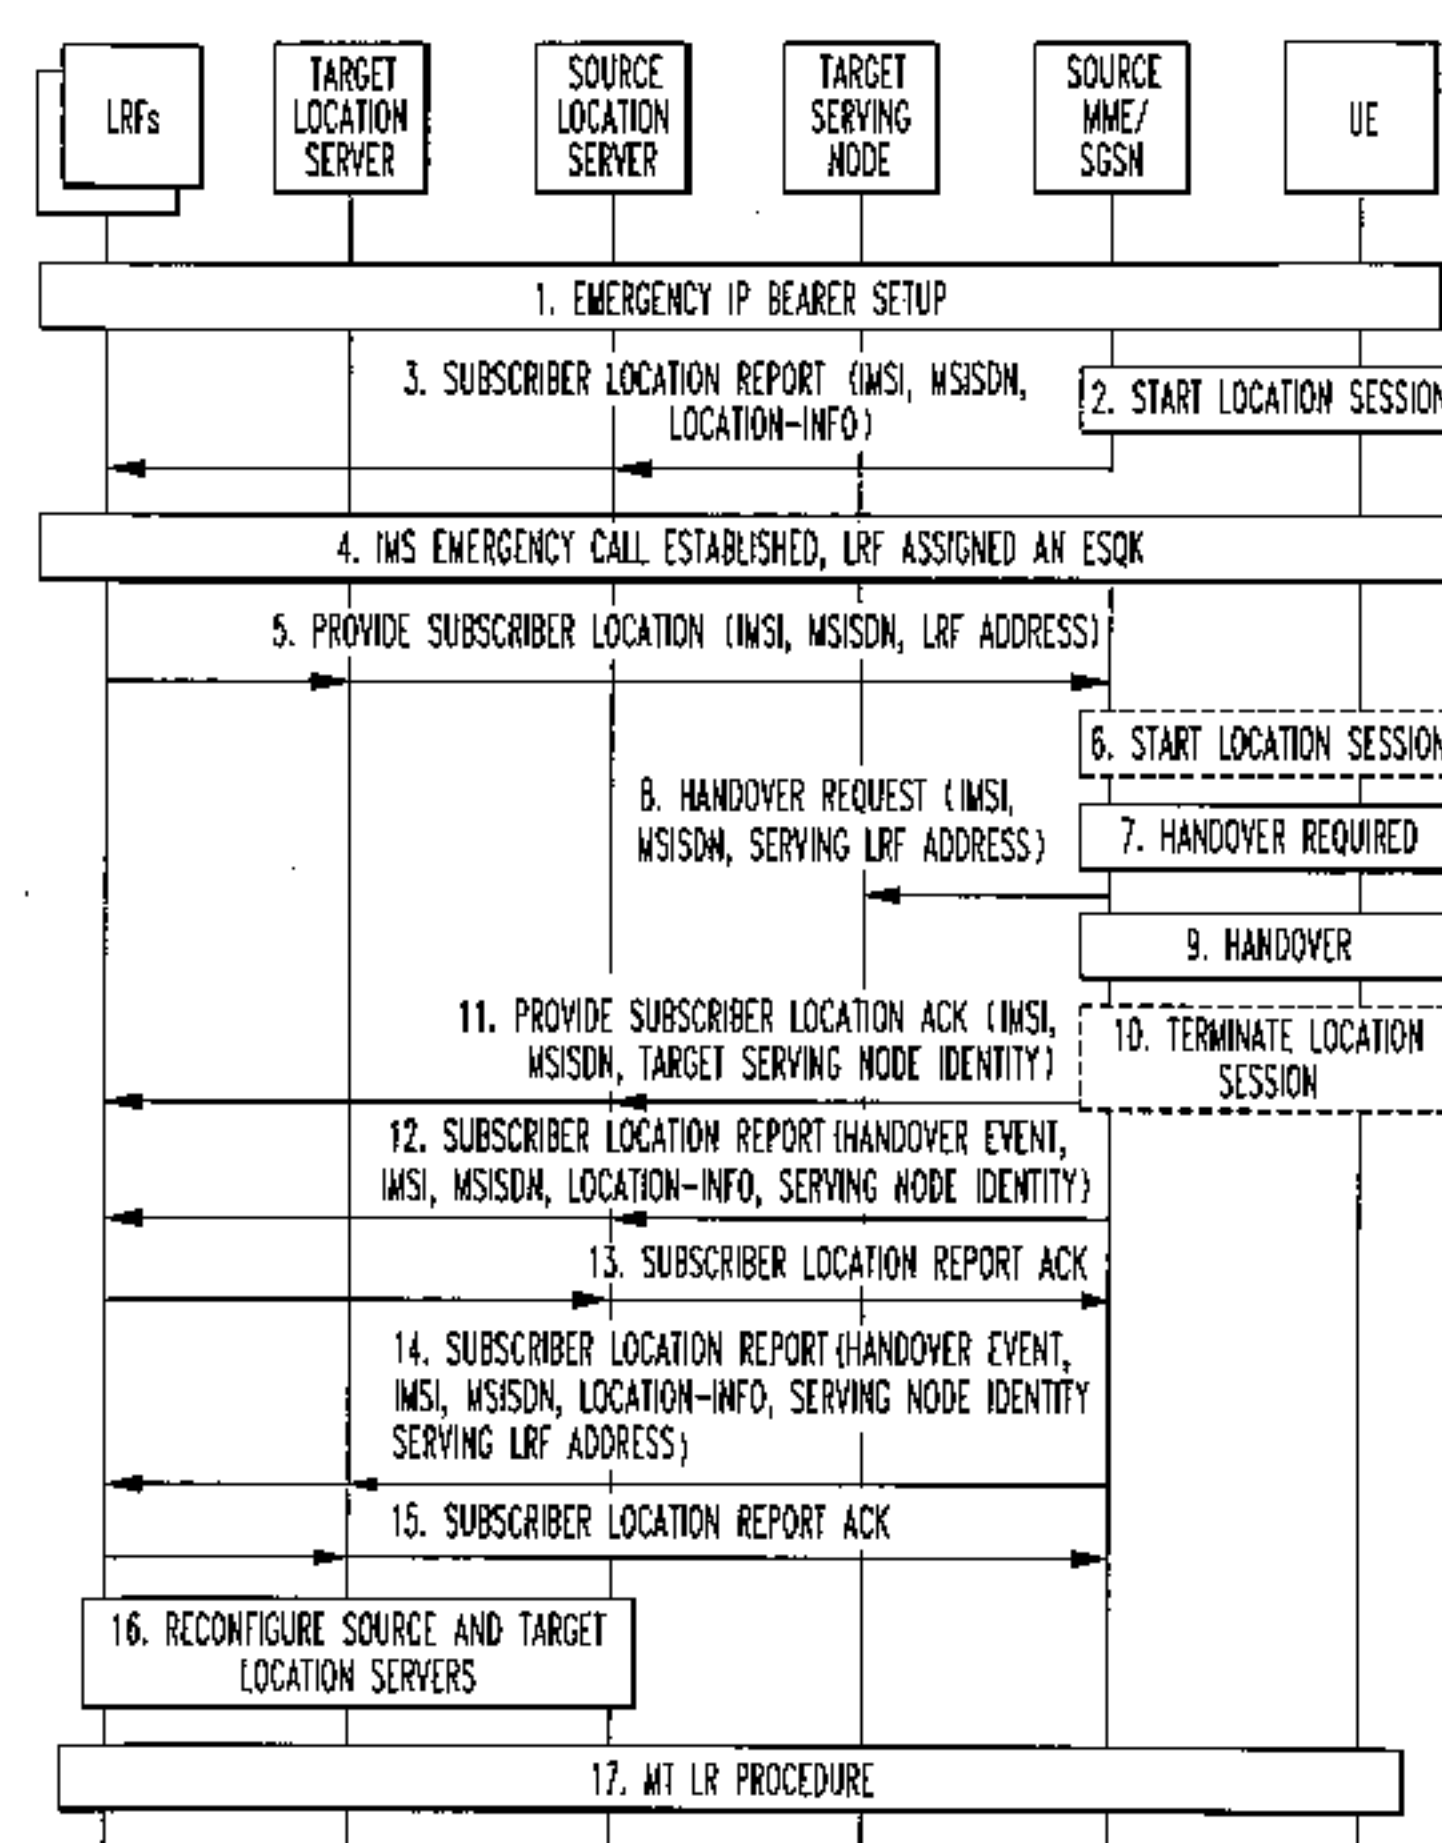 LRFs
TARGET
LOCATION
SERVER
SOURCE
LOCATION
SERVER
TARGET
SERVING
NODE
SOURCE
MME/
SGSN
UE
1. EMERGENCY IP BEARER SETUP
3. SUBSCRIBER LOCATION REPORT (IMSI, MSISDN,
LOCATION-INFO)
2. START LOCATION SESSION
4. IMS EMERGENCY CALL ESTABLISHED, LRF ASSIGNED AN ESQK
5. PROVIDE SUBSCRIBER LOCATION (IMSI, MSISDN, LRF ADDRESS)
6. START LOCATION SESSION
8. HANDOVER REQUEST (IMSI,
MSISDN, SERVING LRF ADDRESS)
7. HANDOVER REQUIRED
9. HANDOVER
11. PROVIDE SUBSCRIBER LOCATION ACK (IMSI,
MSISDN, TARGET SERVING NODE IDENTITY)
10. TERMINATE LOCATION
SESSION
12. SUBSCRIBER LOCATION REPORT (HANDOVER EVENT,
IMSI, MSISDN, LOCATION-INFO, SERVING NODE IDENTITY)
13. SUBSCRIBER LOCATION REPORT ACK
14. SUBSCRIBER LOCATION REPORT (HANDOVER EVENT,
IMSI, MSISDN, LOCATION-INFO, SERVING NODE IDENTITY
SERVING LRF ADDRESS)
15. SUBSCRIBER LOCATION REPORT ACK
16. RECONFIGURE SOURCE AND TARGET
LOCATION SERVERS
17. MT LR PROCEDURE